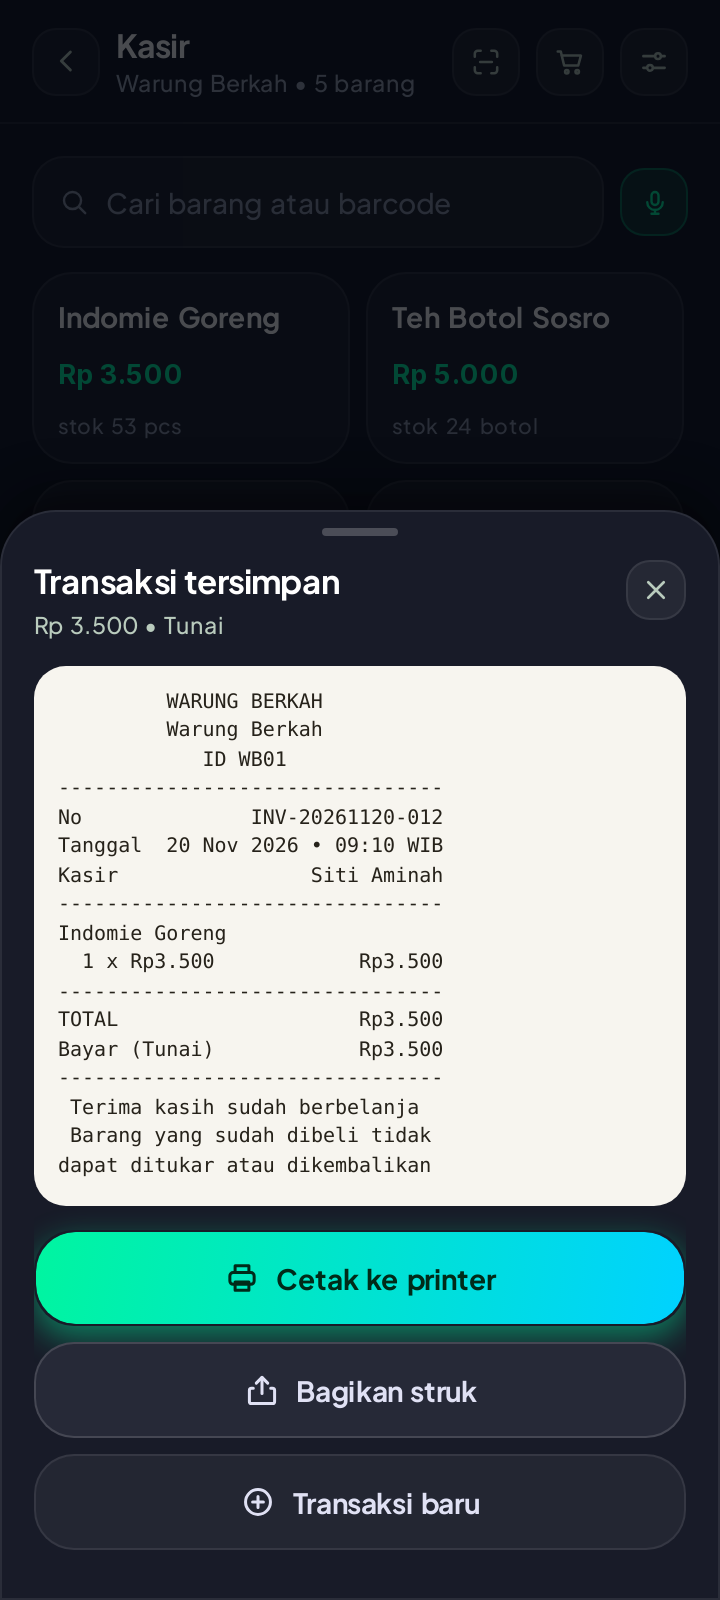 Kasir
Warung Berkah • 5 barang
Cari barang atau barcode
Indomie Goreng
Rp 3.500
stok 53 pcs
Teh Botol Sosro
Rp 5.000
stok 24 botol
Transaksi tersimpan
Rp 3.500 • Tunai
WARUNG BERKAH
Warung Berkah
ID WB01
--------------------------------
No INV-20261120-012
Tanggal 20 Nov 2026 • 09:10 WIB
Kasir Siti Aminah
--------------------------------
Indomie Goreng
1 x Rp3.500 Rp3.500
--------------------------------
TOTAL Rp3.500
Bayar (Tunai) Rp3.500
--------------------------------
Terima kasih sudah berbelanja
Barang yang sudah dibeli tidak
dapat ditukar atau dikembalikan
Cetak ke printer
Bagikan struk
Transaksi baru